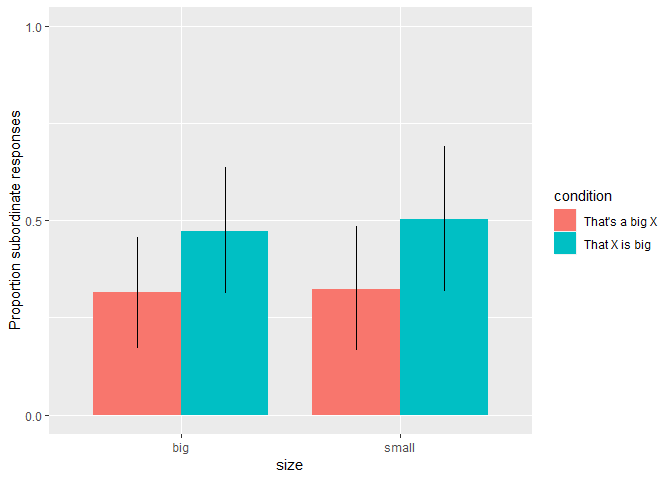 1.0
0.5
0.0
Proportion subordinate responses
big
small
size
condition
That's a big X
That X is big